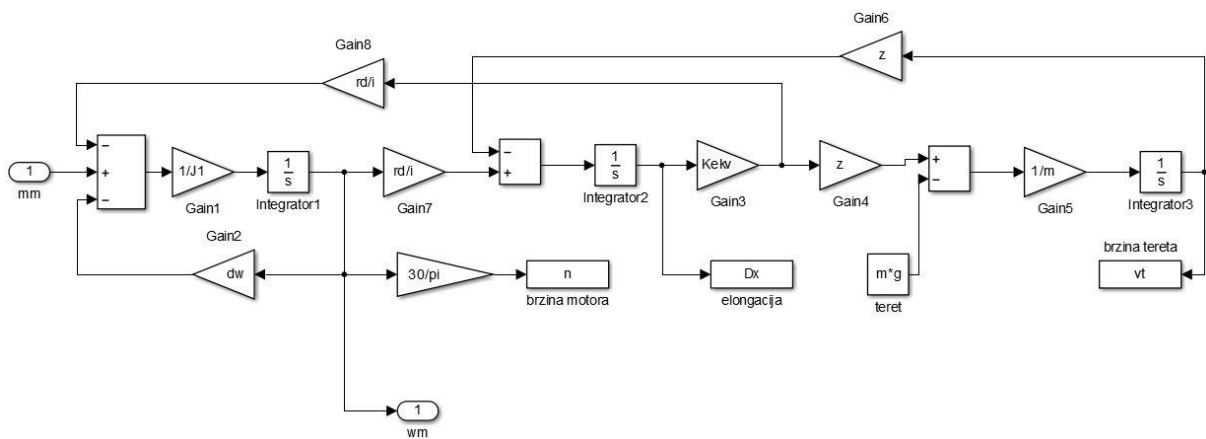 Gain6
z
Gain8
rd/i
−
+
−
1
mm
1/J1
Gain1
1
s
Integrator1
rd/i
Gain7
−
+
1
s
Integrator2
Kekv
Gain3
z
Gain4
+
−
1/m
Gain5
1
s
Integrator3
Gain2
dw
30/pi
n
brzina motora
Dx
elongacija
m*g
teret
brzina tereta
vt
1
wm